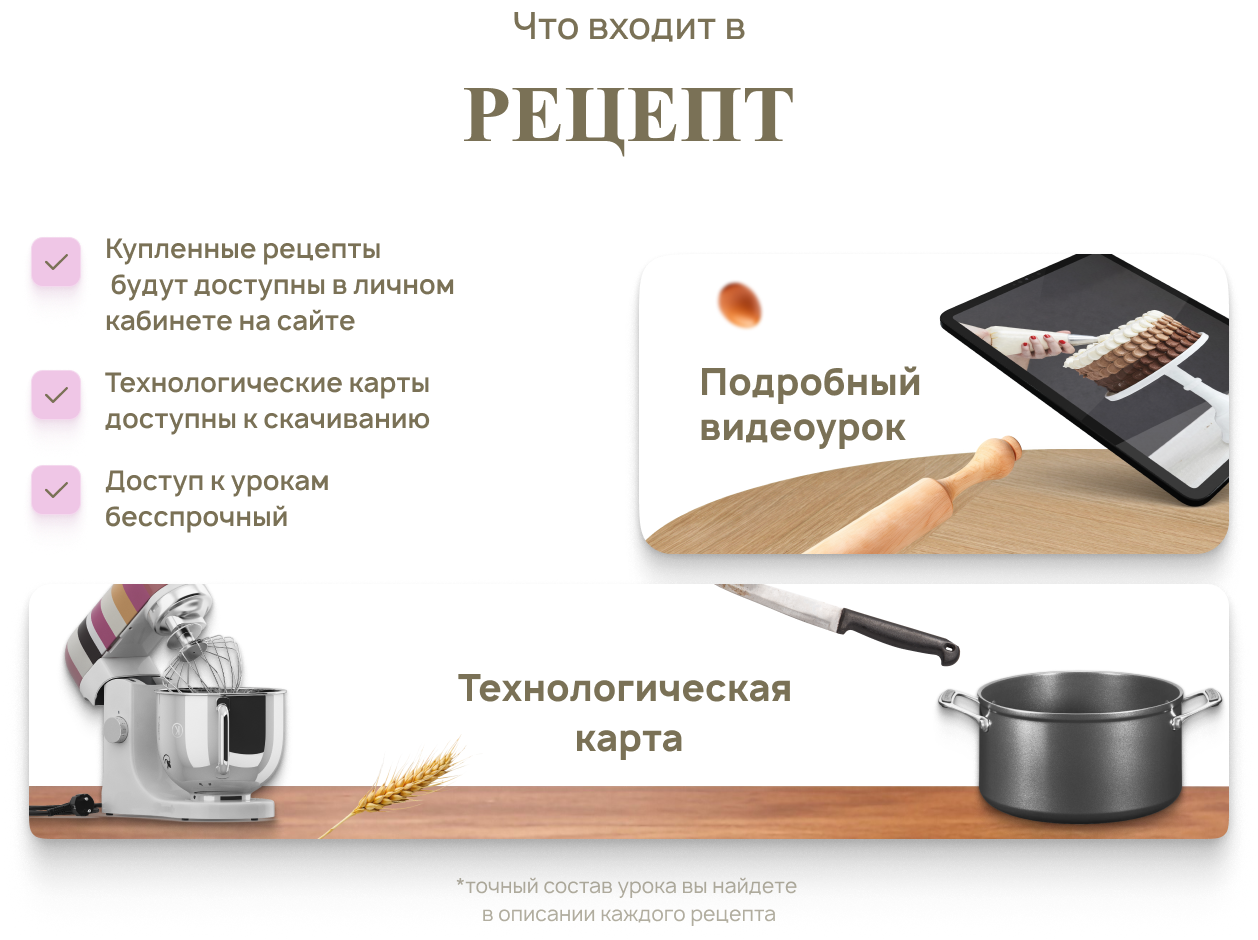 Что входит в
РЕЦЕПТ
Купленные рецепты
будут доступны в личном
кабинете на сайте
Технологические карты
доступны к скачиванию
Доступ к урокам
бесспрочный
Подробный
видеоурок
Технологическая
карта
*точный состав урока вы найдете
в описании каждого рецепта